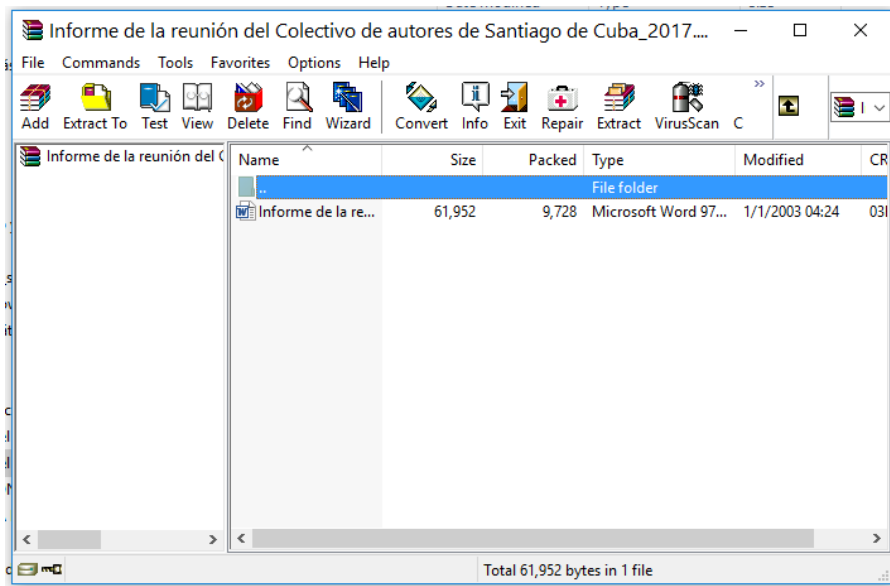 Informe de la reunión del Colectivo de autores de Santiago de Cuba_2017....
File Commands Tools Favorites Options Help
Add Extract To Test View Delete Find Wizard Convert Info Exit Repair Extract VirusScan C
Informe de la reunión del
Name Size Packed Type Modified CR
.. File folder
Informe de la re... 61,952 9,728 Microsoft Word 97... 1/1/2003 04:24 03
Total 61,952 bytes in 1 file